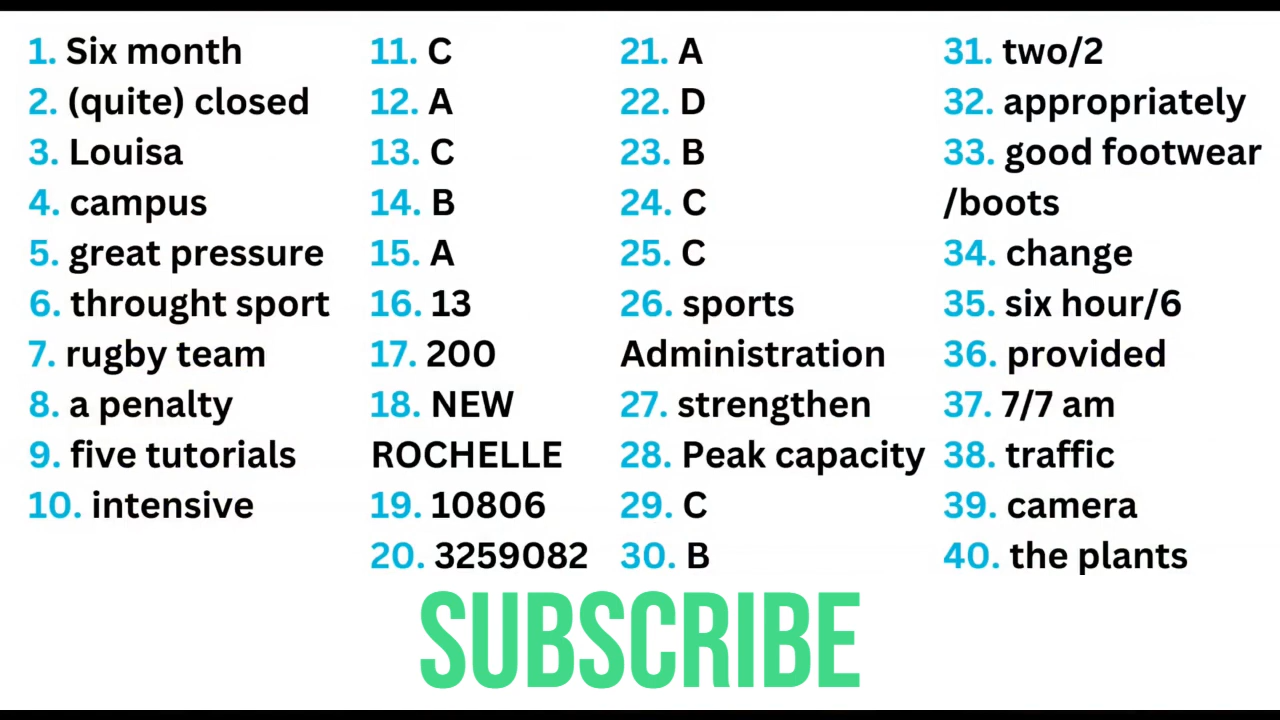 1. Six month
2. (quite) closed
3. Louisa
4. campus
5. great pressure
6. throught sport
7. rugby team
8. a penalty
9. five tutorials
10. intensive
11. C
12. A
13. C
14. B
15. A
16. 13
17. 200
18. NEW
ROCHELLE
19. 10806
20. 3259082
21. A
22. D
23. B
24. C
25. C
26. sports
Administration
27. strengthen
28. Peak capacity
29. C
30. B
31. two/2
32. appropriately
33. good footwear
/boots
34. change
35. six hour/6
36. provided
37. 7/7 am
38. traffic
39. camera
40. the plants
SUBSCRIBE